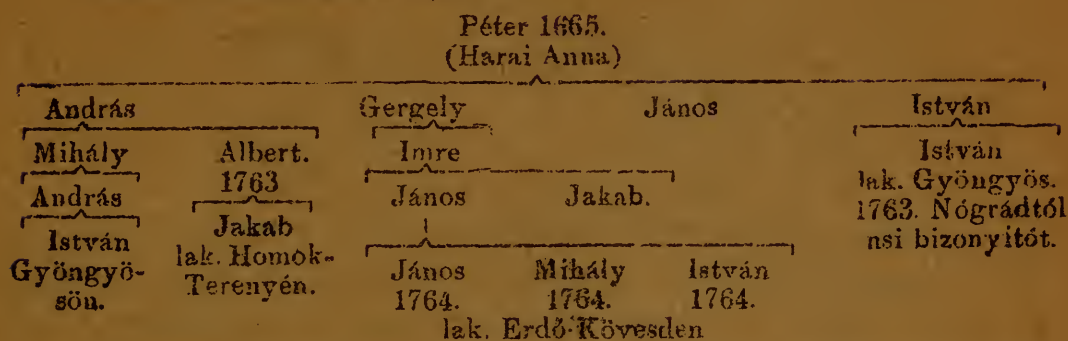 Péter 1665.
(Harai Anna)
András Gergely János István
Mihály Albert. Imre István
András 1763 János Jakab. lak. Gyöngyös.
István Jakab 1763. Nógrádtól
Gyöngyö- lak. Homok- János Mihály István nsi bizonyitót.
sön. Terenyén. 1764. 1764. 1764.
lak. Erdő-Kövesden